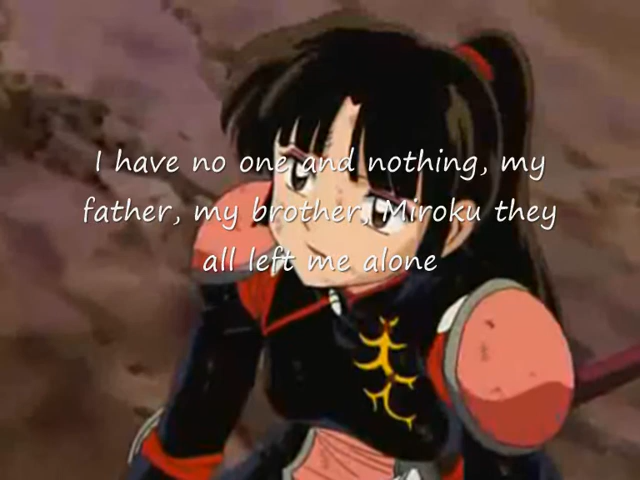 I have no one and nothing, my
father, my brother, Miroku they
all left me alone